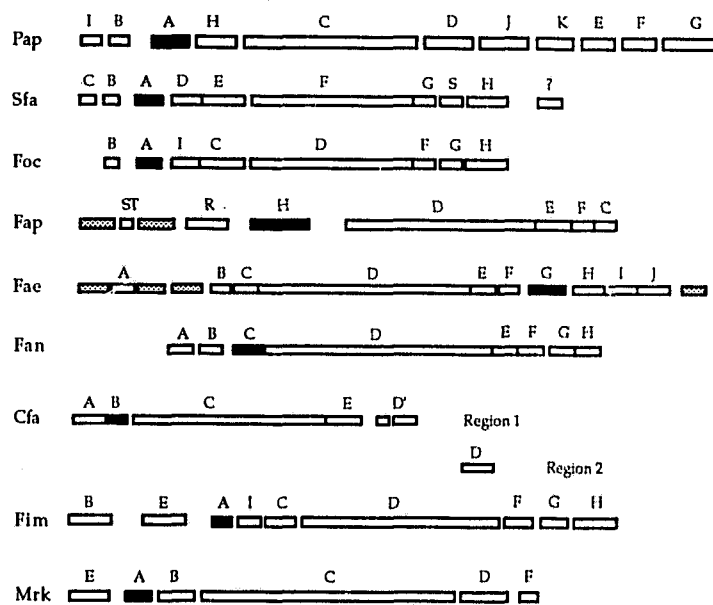 I B A H C D J K E F G
Pap
C B A D E F G S H ?
Sfa
B A I C D F G H
Foc
ST R H D E F C
Fap
A B C D E F G H I J
Fae
A B C D E F G H
Fan
A B C E D'
Cfa Region 1
D
Region 2
B E A I C D F G H
Fim
E A B C D F
Mrk